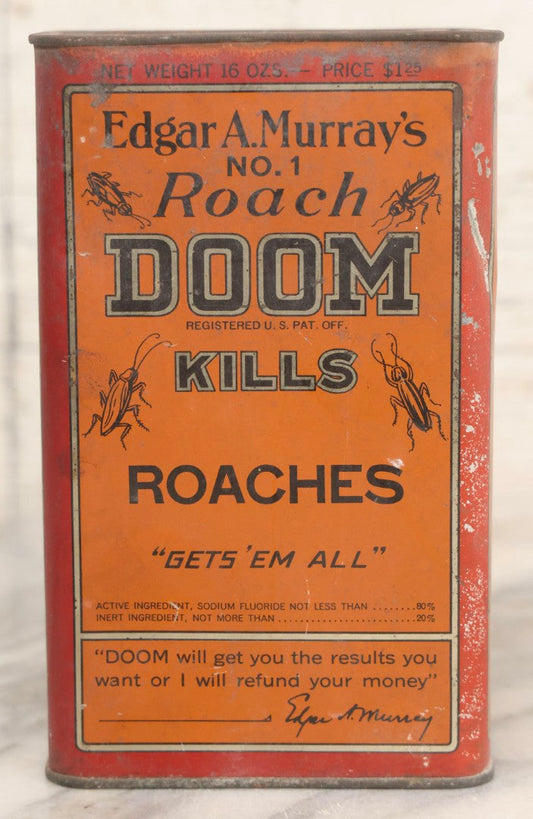 NET WEIGHT 16 OZS. — PRICE $1.25
Edgar A. Murray's
NO. 1
Roach
DOOM
REGISTERED U. S. PAT. OFF.
KILLS
ROACHES
"GETS 'EM ALL"
ACTIVE INGREDIENT, SODIUM FLUORIDE NOT LESS THAN ........80%
INERT INGREDIENT, NOT MORE THAN ..............................20%
"DOOM will get you the results you
want or I will refund your money"
Edgar A. Murray